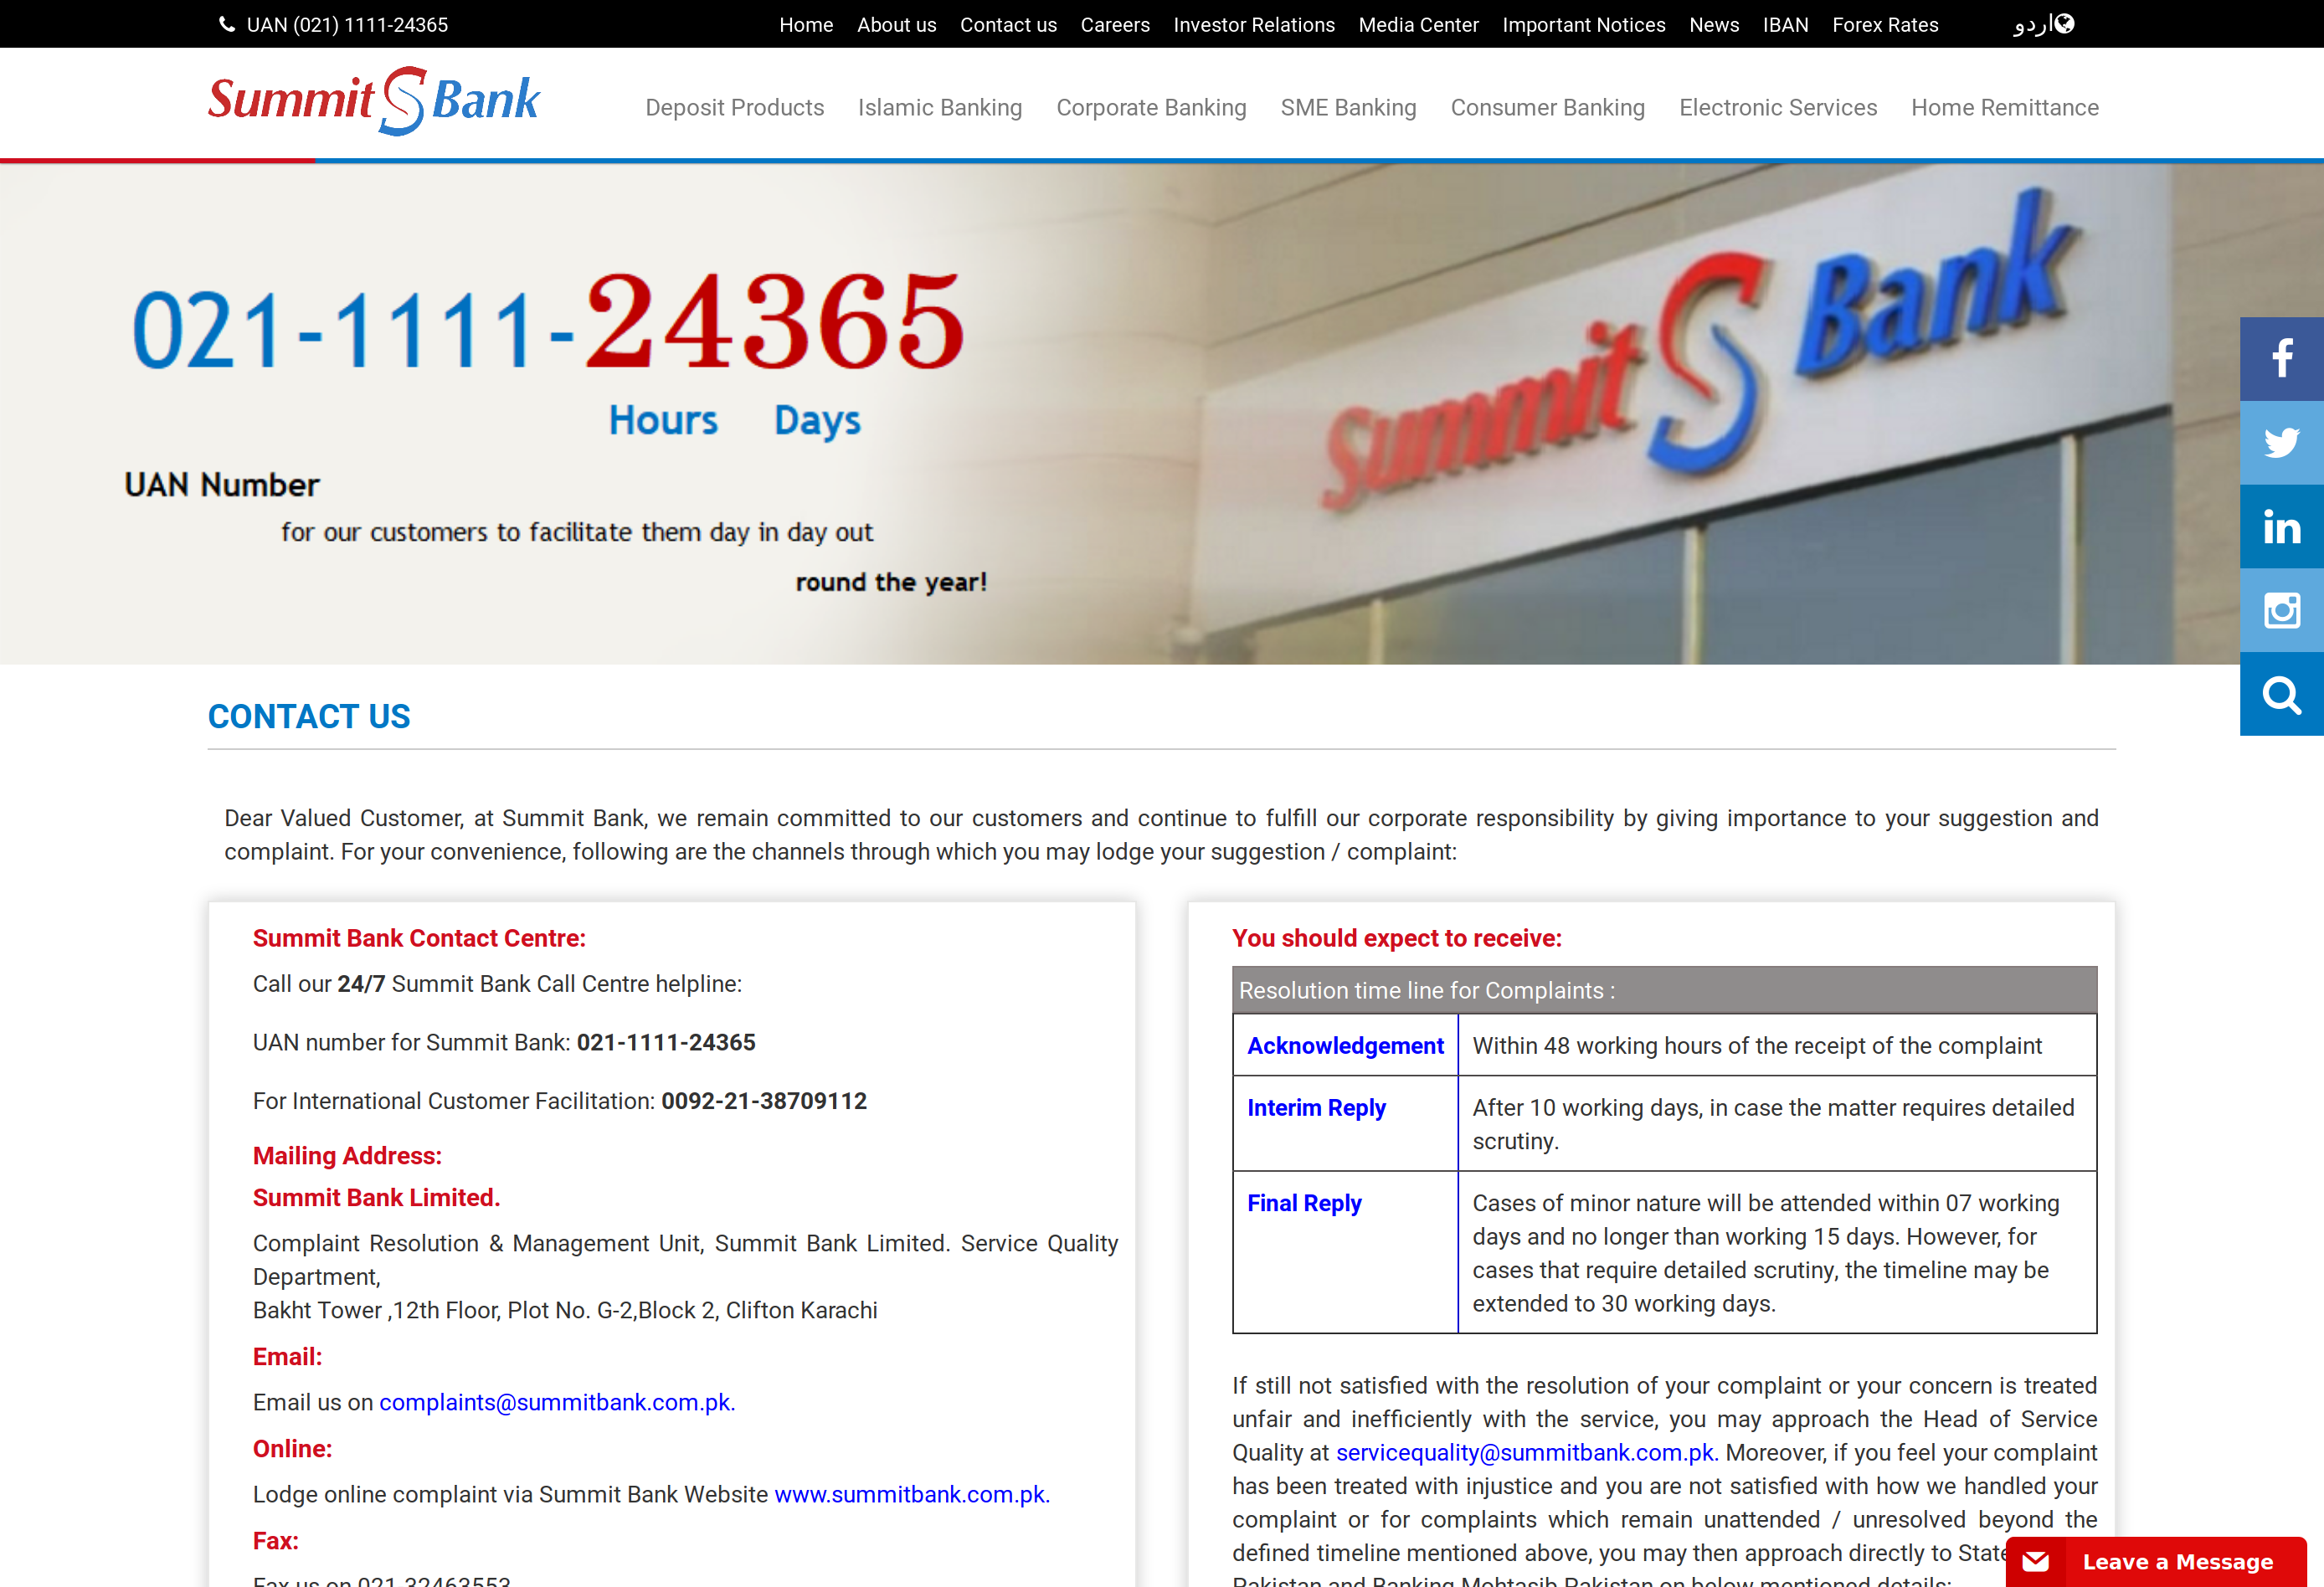 UAN (021) 1111-24365
Home About us Contact us Careers Investor Relations Media Center Important Notices News IBAN Forex Rates اردو
Summit S Bank
Deposit Products Islamic Banking Corporate Banking SME Banking Consumer Banking Electronic Services Home Remittance
021-1111-24365
Hours Days
UAN Number
for our customers to facilitate them day in day out
round the year!
Summit S Bank
CONTACT US
Dear Valued Customer, at Summit Bank, we remain committed to our customers and continue to fulfill our corporate responsibility by giving importance to your suggestion and
complaint. For your convenience, following are the channels through which you may lodge your suggestion / complaint:
Summit Bank Contact Centre:
Call our 24/7 Summit Bank Call Centre helpline:
UAN number for Summit Bank: 021-1111-24365
For International Customer Facilitation: 0092-21-38709112
Mailing Address:
Summit Bank Limited.
Complaint Resolution & Management Unit, Summit Bank Limited. Service Quality
Department,
Bakht Tower ,12th Floor, Plot No. G-2,Block 2, Clifton Karachi
Email:
Email us on complaints@summitbank.com.pk.
Online:
Lodge online complaint via Summit Bank Website www.summitbank.com.pk.
Fax:
Fax us on 021-32463553
You should expect to receive:
Resolution time line for Complaints :
Acknowledgement Within 48 working hours of the receipt of the complaint
Interim Reply After 10 working days, in case the matter requires detailed
scrutiny.
Final Reply Cases of minor nature will be attended within 07 working
days and no longer than working 15 days. However, for
cases that require detailed scrutiny, the timeline may be
extended to 30 working days.
If still not satisfied with the resolution of your complaint or your concern is treated
unfair and inefficiently with the service, you may approach the Head of Service
Quality at servicequality@summitbank.com.pk. Moreover, if you feel your complaint
has been treated with injustice and you are not satisfied with how we handled your
complaint or for complaints which remain unattended / unresolved beyond the
defined timeline mentioned above, you may then approach directly to State
Pakistan and Banking Mohtasib Pakistan on below mentioned details:
Leave a Message